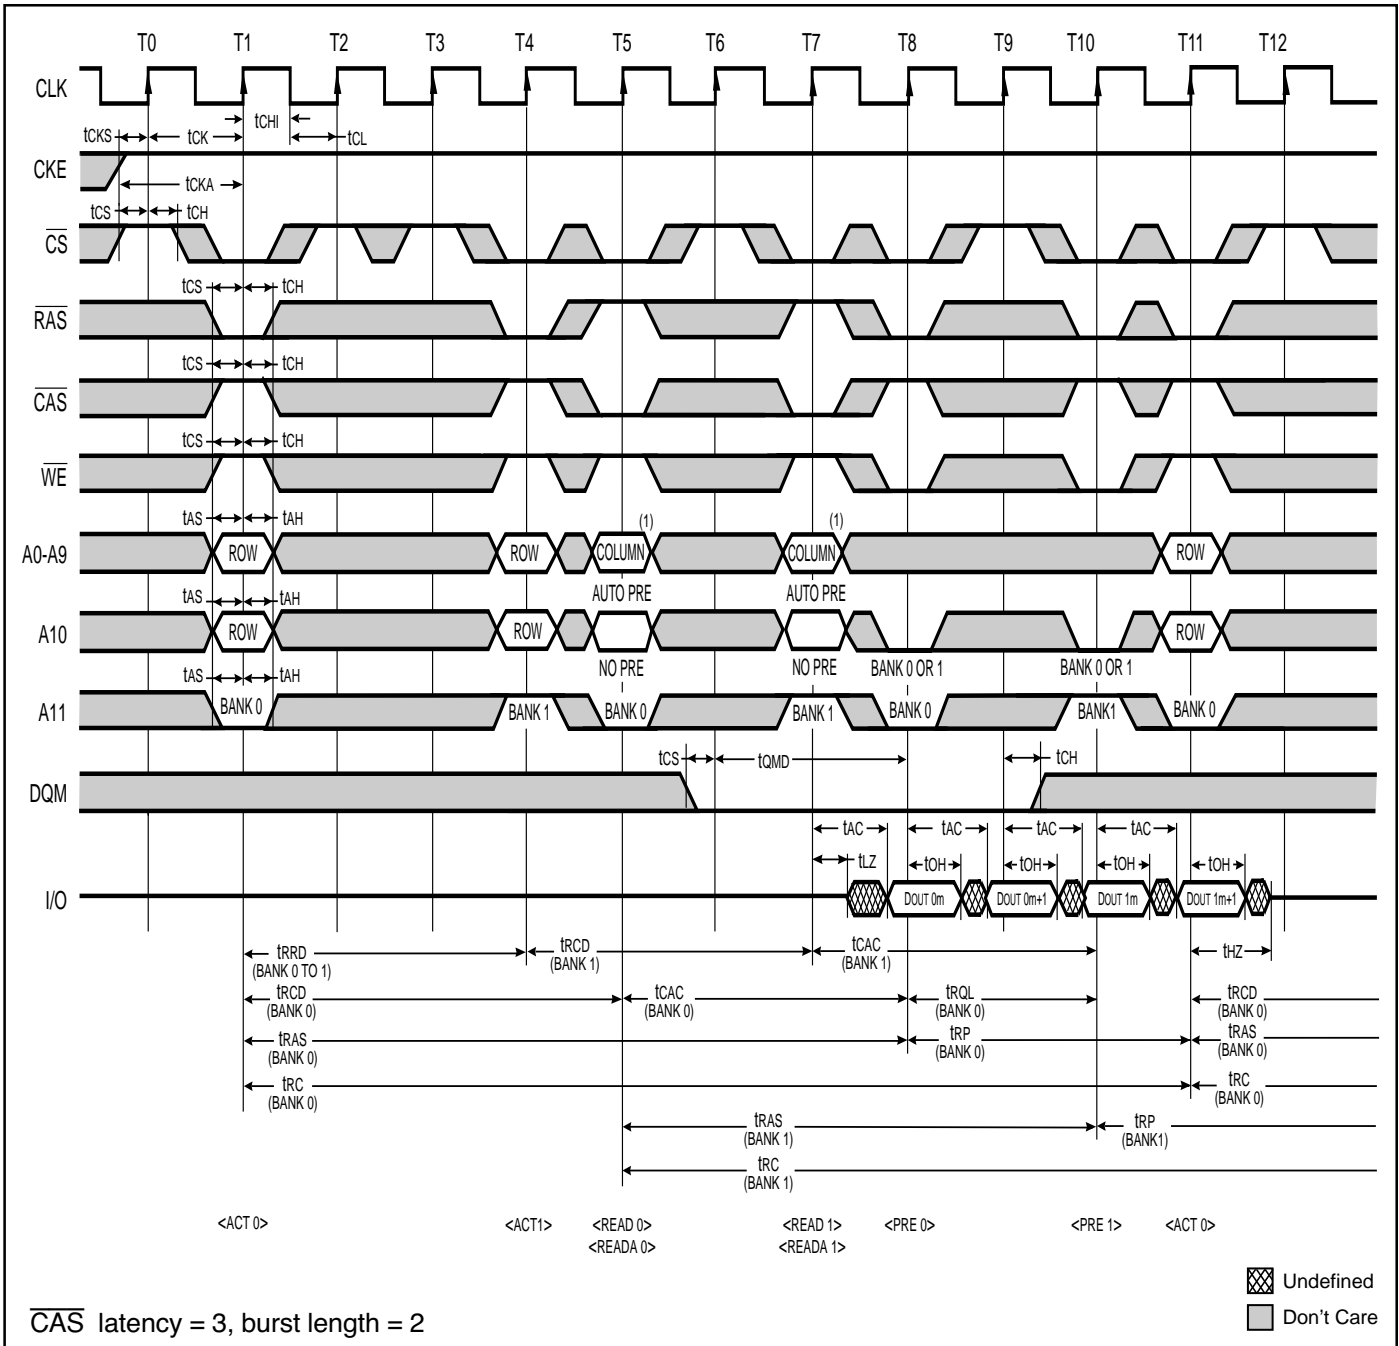 T0 T1 T2 T3 T4 T5 T6 T7 T8 T9 T10 T11 T12
CLK
tCHI
tCKS tCK tCL
CKE
tCKA
tCS tCH
CS
tCS tCH
RAS
tCS tCH
CAS
tCS tCH
WE
tAS tAH (1) (1)
A0-A9 ROW ROW COLUMN COLUMN ROW
AUTO PRE AUTO PRE
tAS tAH
A10 ROW ROW ROW
NO PRE NO PRE BANK 0 OR 1 BANK 0 OR 1
tAS tAH
A11 BANK 0 BANK 1 BANK 0 BANK 1 BANK 0 BANK1 BANK 0
tCS tQMD tCH
DQM
tAC tAC tAC tAC
tLZ tOH tOH tOH tOH
I/O DOUT 0m DOUT 0m+1 DOUT 1m DOUT 1m+1
tRRD tRCD tCAC tHZ
(BANK 0 TO 1) (BANK 1) (BANK 1)
tRCD tCAC tRQL tRCD
(BANK 0) (BANK 0) (BANK 0) (BANK 0)
tRAS tRP tRAS
(BANK 0) (BANK 0) (BANK 0)
tRC tRC
(BANK 0) (BANK 0)
tRAS tRP
(BANK 1) (BANK1)
tRC
(BANK 1)
<ACT 0> <ACT1> <READ 0> <READ 1> <PRE 0> <PRE 1> <ACT 0>
<READA 0> <READA 1>
Undefined
Don't Care
CAS latency = 3, burst length = 2